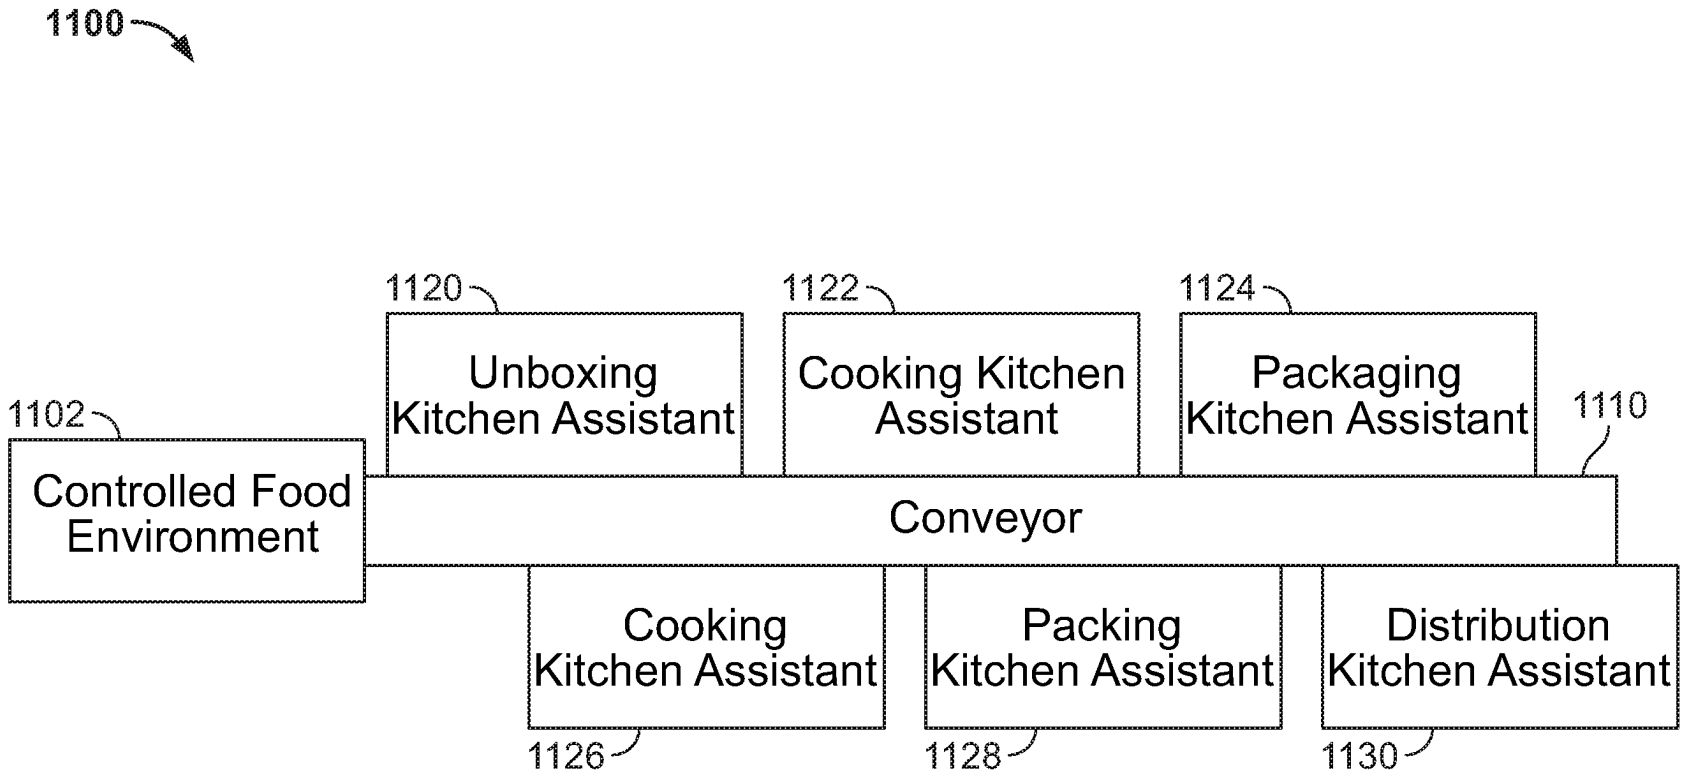 1100
1120
1122
1124
Unboxing
Kitchen Assistant
Cooking Kitchen
Assistant
Packaging
Kitchen Assistant
1102
1110
Controlled Food
Environment
Conveyor
Cooking
Kitchen Assistant
Packing
Kitchen Assistant
Distribution
Kitchen Assistant
1126
1128
1130